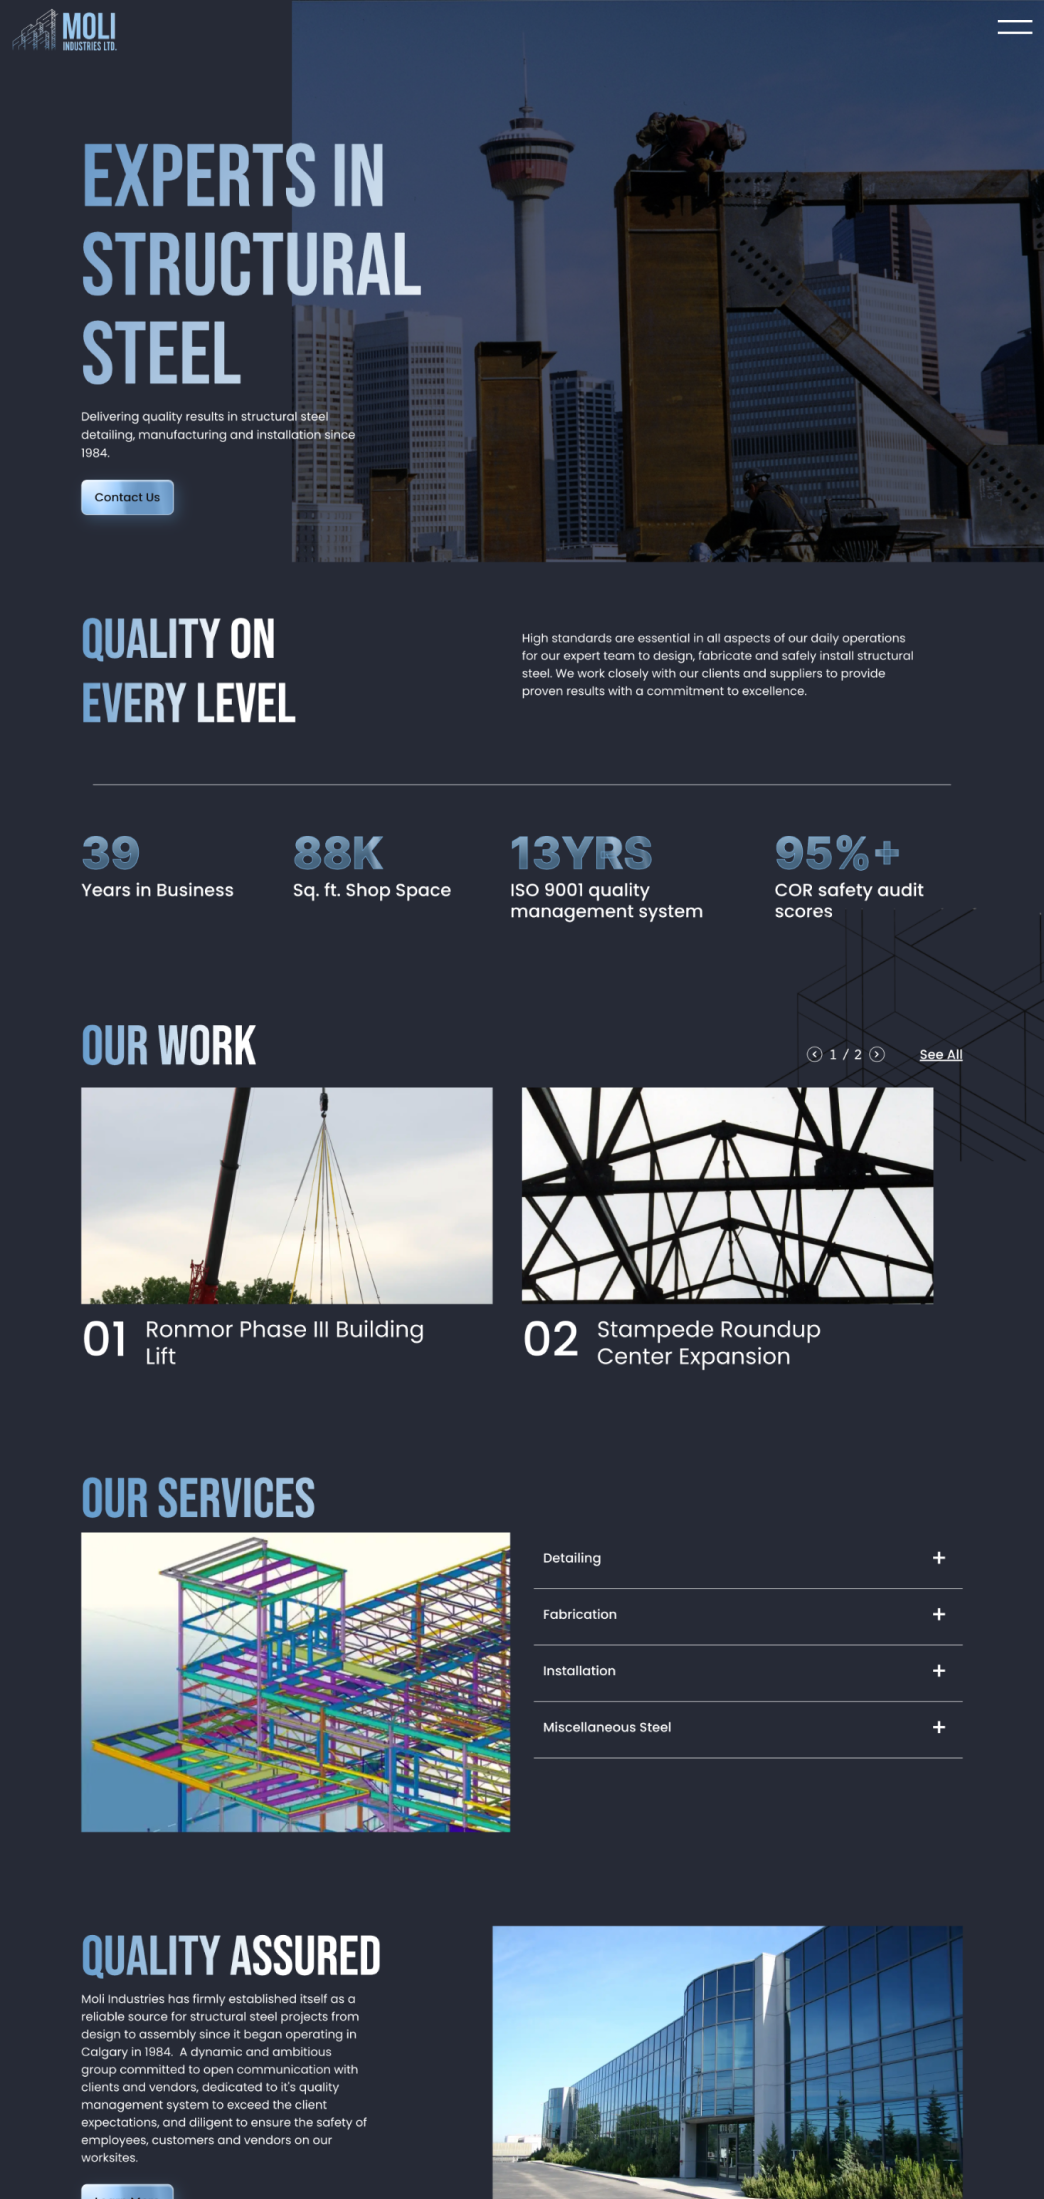 MOLI
INDUSTRIES LTD.
EXPERTS IN
STRUCTURAL
STEEL
Delivering quality results in structural steel
detailing, manufacturing and installation since
1984.
Contact Us
QUALITY ON
EVERY LEVEL
High standards are essential in all aspects of our daily operations
for our expert team to design, fabricate and safely install structural
steel. We work closely with our clients and suppliers to provide
proven results with a commitment to excellence.
39
Years in Business
88K
Sq. ft. Shop Space
13YRS
ISO 9001 quality
management system
95%+
COR safety audit
scores
OUR WORK
1 / 2
See All
01
Ronmor Phase III Building
Lift
02
Stampede Roundup
Center Expansion
OUR SERVICES
Detailing
Fabrication
Installation
Miscellaneous Steel
QUALITY ASSURED
Moli Industries has firmly established itself as a
reliable source for structural steel projects from
design to assembly since it began operating in
Calgary in 1984.  A dynamic and ambitious
group committed to open communication with
clients and vendors, dedicated to it's quality
management system to exceed the client
expectations, and diligent to ensure the safety of
employees, customers and vendors on our
worksites.